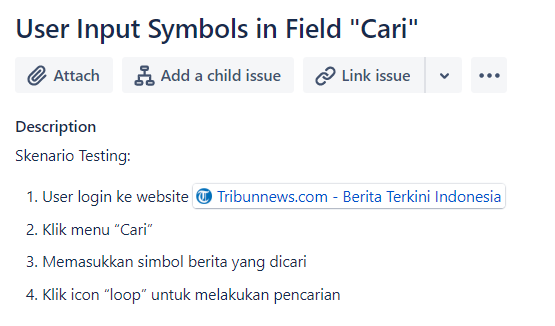 User Input Symbols in Field "Cari"
Attach Add a child issue Link issue
Description
Skenario Testing:
1. User login ke website Tribunnews.com - Berita Terkini Indonesia
2. Klik menu “Cari”
3. Memasukkan simbol berita yang dicari
4. Klik icon “loop” untuk melakukan pencarian